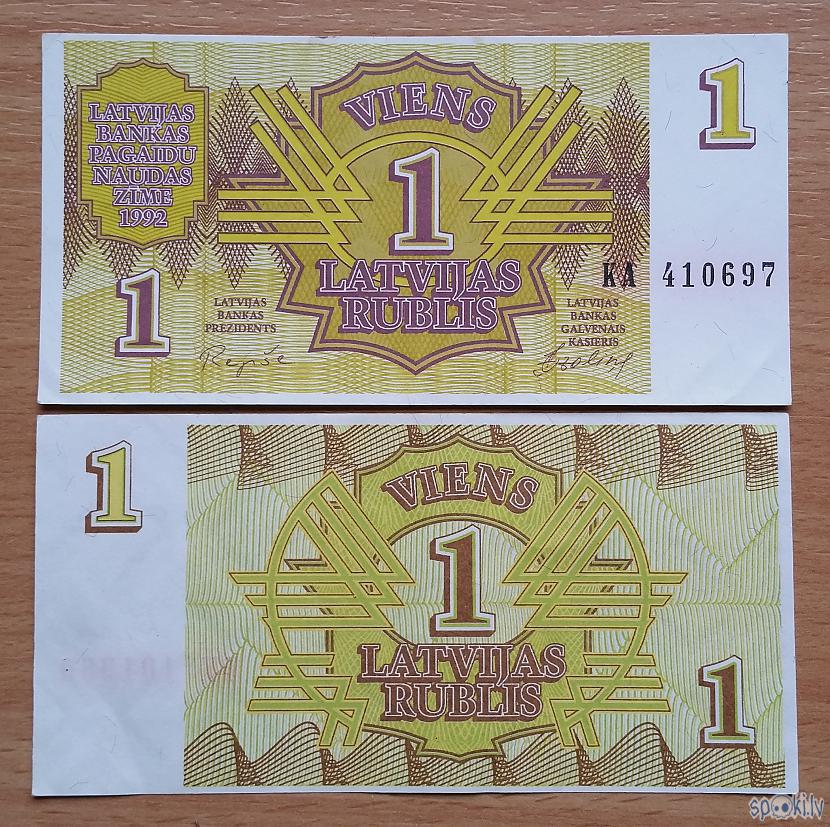 LATVIJAS
BANKAS
PAGAIDU
NAUDAS
ZĪME
1992
VIENS
1
LATVIJAS
RUBLIS
1
KA 410697
1
LATVIJAS
BANKAS
PREZIDENTS
LATVIJAS
BANKAS
GALVENAIS
KASIERIS
Repše
1
VIENS
1
LATVIJAS
RUBLIS
1
spoki.lv